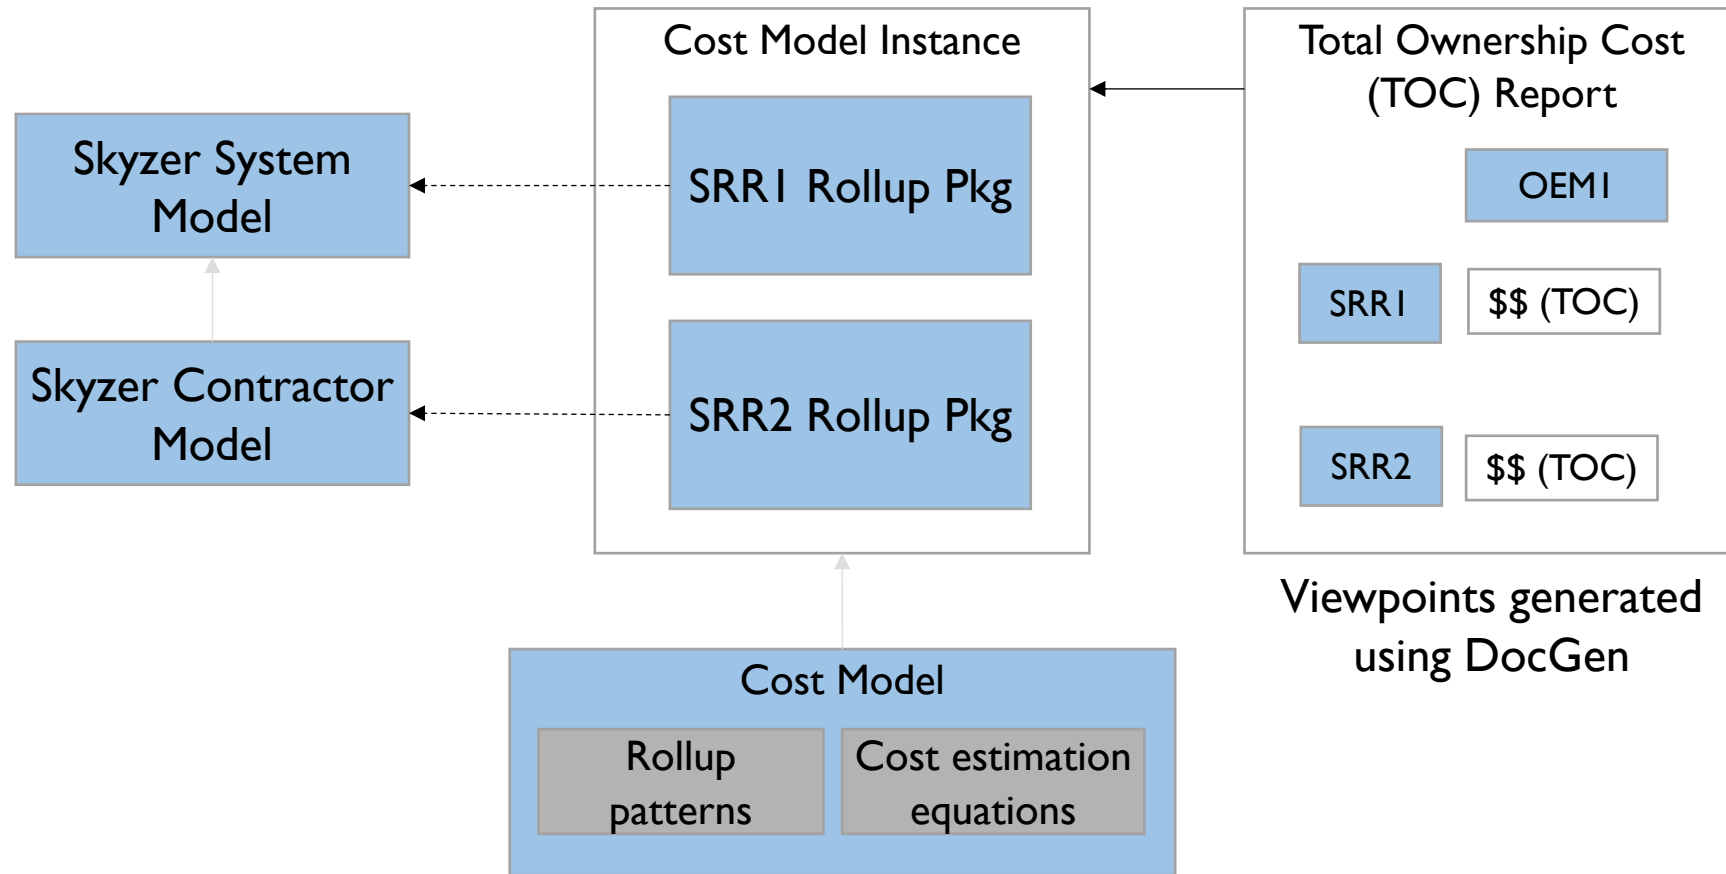 Skyzer System
Model
Skyzer Contractor
Model
Cost Model Instance
SRR1 Rollup Pkg
SRR2 Rollup Pkg
Total Ownership Cost
(TOC) Report
OEM1
SRR1
$$ (TOC)
SRR2
$$ (TOC)
Viewpoints generated
using DocGen
Cost Model
Rollup
patterns
Cost estimation
equations